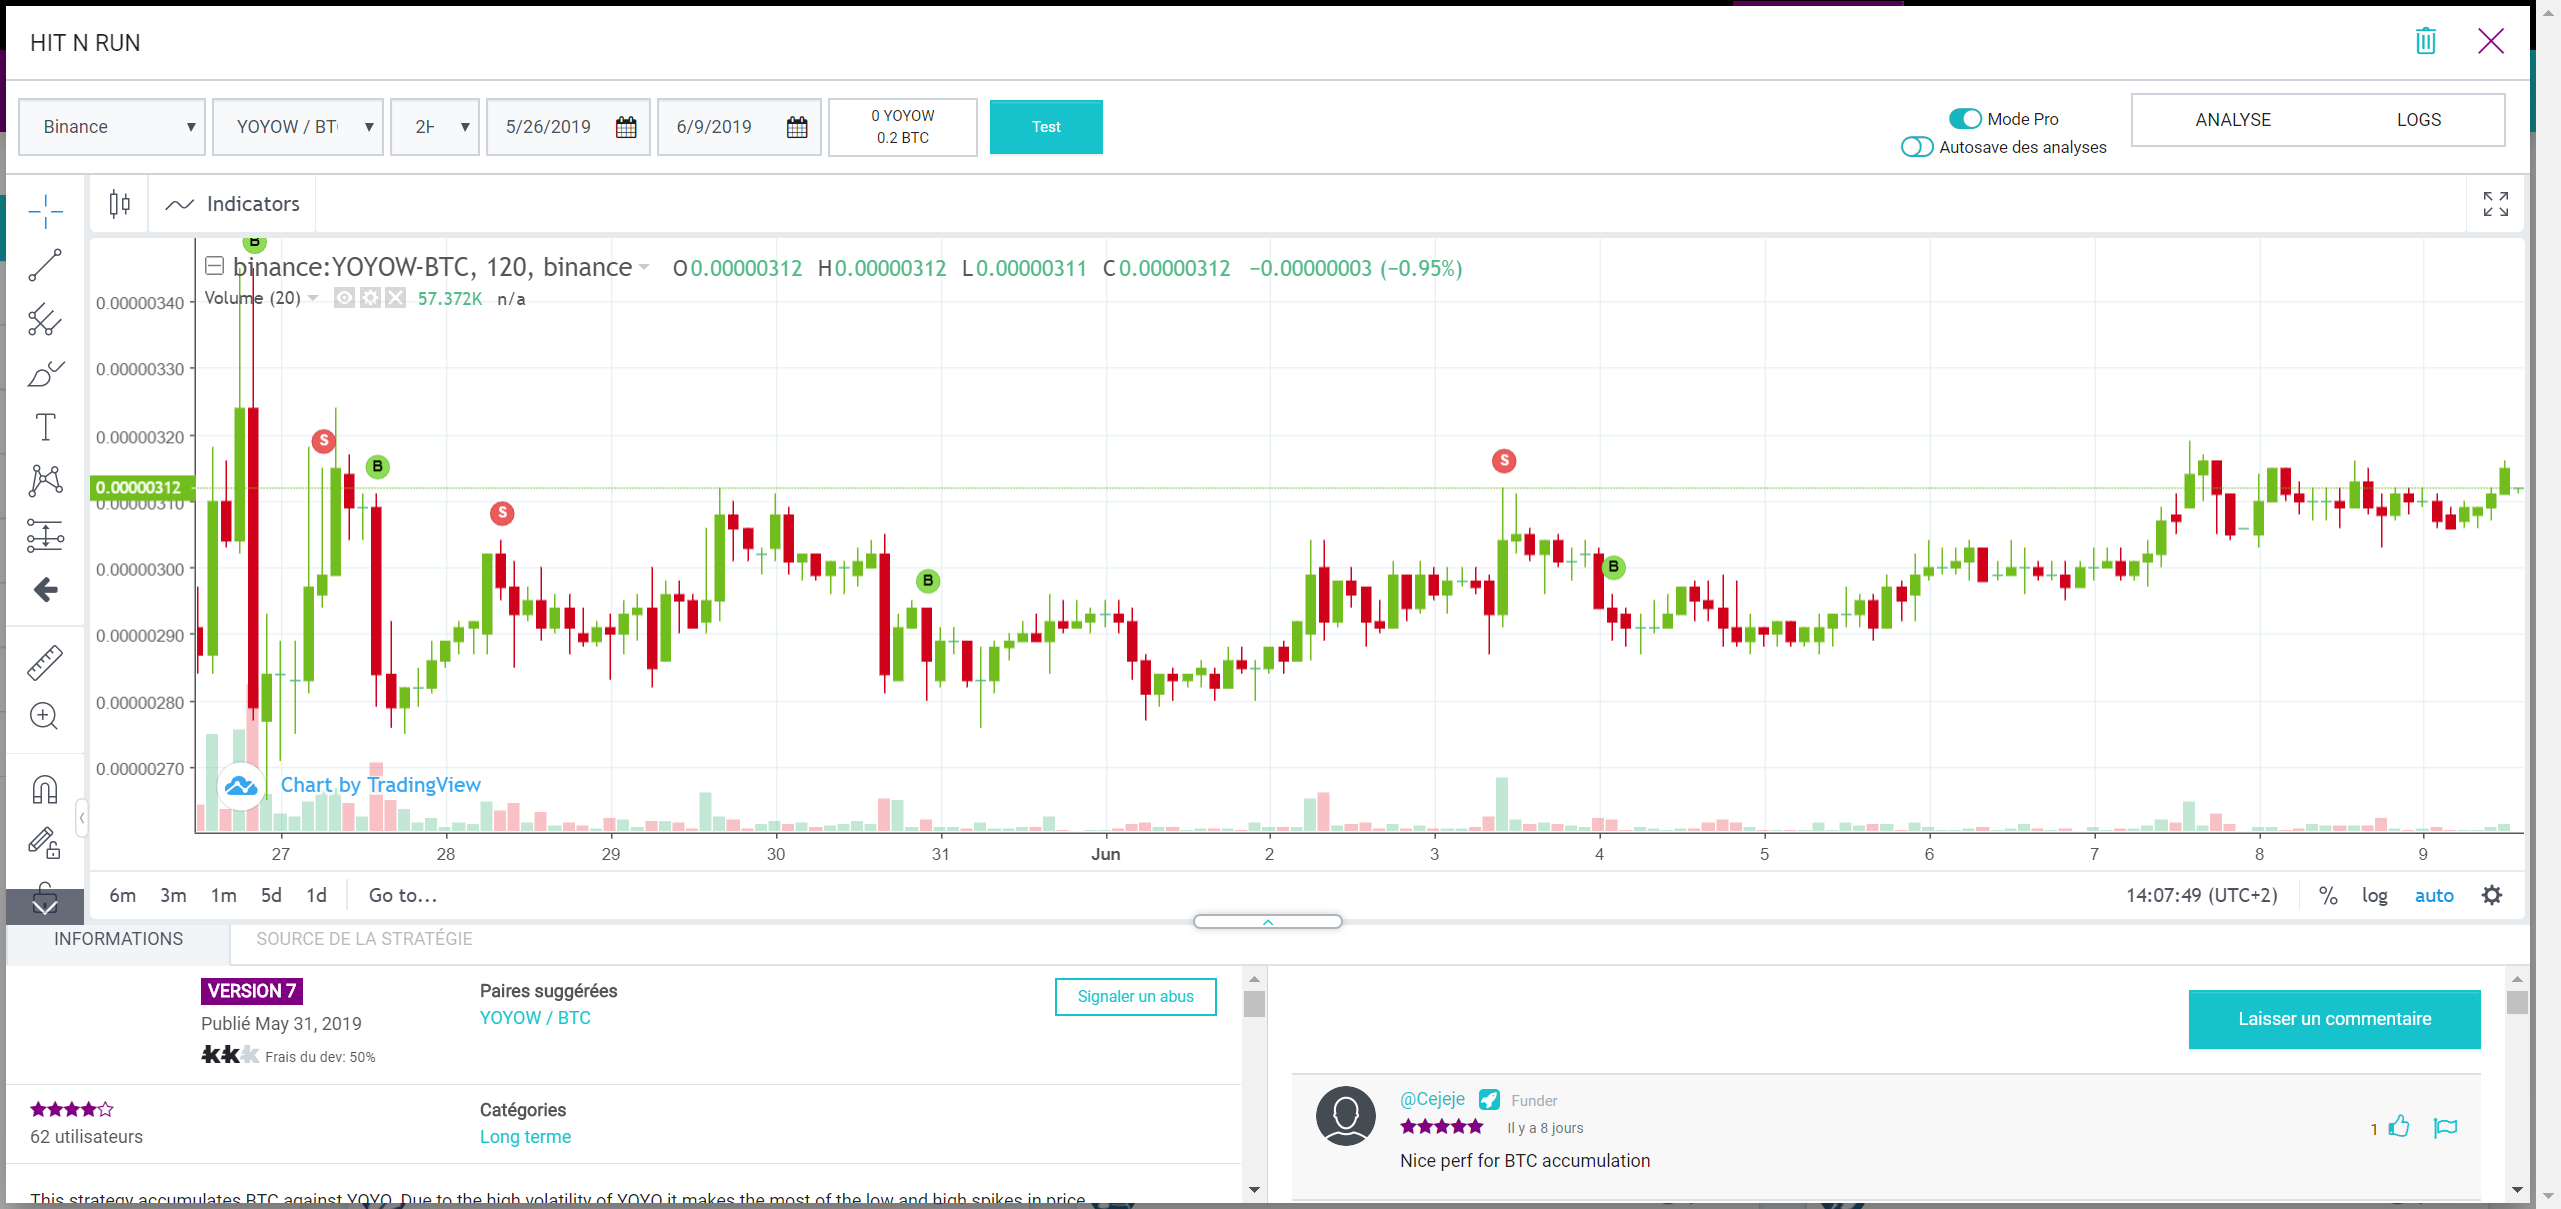 HIT N RUN
Binance
YOYOW / BT
2H
5/26/2019
6/9/2019
0 YOYOW
0.2 BTC
Test
Mode Pro
Autosave des analyses
ANALYSE
LOGS
Indicators
B
binance:YOYOW-BTC, 120, binance
O0.00000312 H0.00000312 L0.00000311 C0.00000312 −0.00000003 (−0.95%)
Volume (20)
57.372K n/a
0.00000340
0.00000330
0.00000320
0.00000312
0.00000310
0.00000300
0.00000290
0.00000280
0.00000270
S
B
S
B
S
B
Chart by TradingView
27 28 29 30 31 Jun 2 3 4 5 6 7 8 9
6m 3m 1m 5d 1d Go to...
14:07:49 (UTC+2) % log auto
INFORMATIONS
SOURCE DE LA STRATÉGIE
VERSION 7
Publié May 31, 2019
Frais du dev: 50%
Paires suggérées
YOYOW / BTC
Signaler un abus
62 utilisateurs
Catégories
Long terme
This strategy accumulates BTC against YOYO. Due to the high volatility of YOYO it makes the most of the low and high spikes in price
Laisser un commentaire
@Cejeje Funder
Il y a 8 jours
1
Nice perf for BTC accumulation